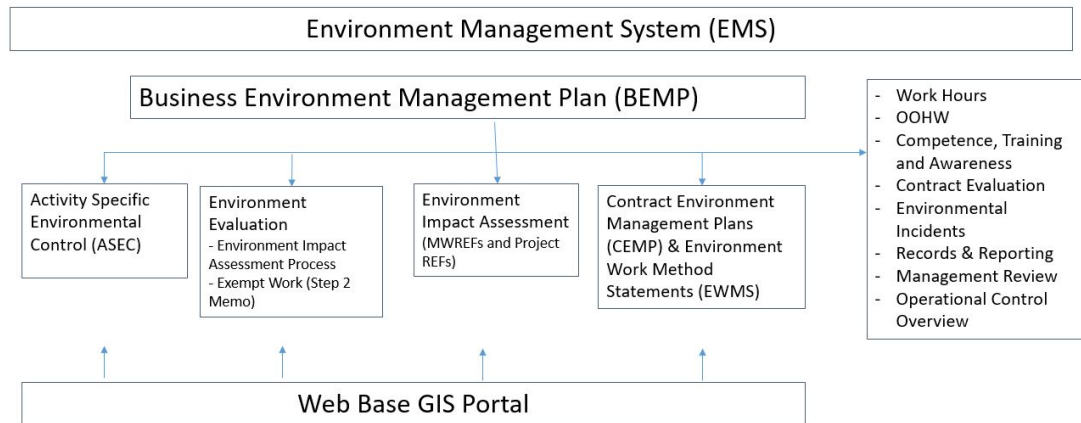 Environment Management System (EMS)
Business Environment Management Plan (BEMP)
Activity Specific
Environmental
Control (ASEC)
Environment
Evaluation
- Environment Impact
Assessment Process
- Exempt Work (Step 2
Memo)
Environment
Impact Assessment
(MWREFs and Project
REFs)
Contract Environment
Management Plans
(CEMP) & Environment
Work Method
Statements (EWMS)
- Work Hours
- OOHW
- Competence, Training
and Awareness
- Contract Evaluation
- Environmental
Incidents
- Records & Reporting
- Management Review
- Operational Control
Overview
Web Base GIS Portal